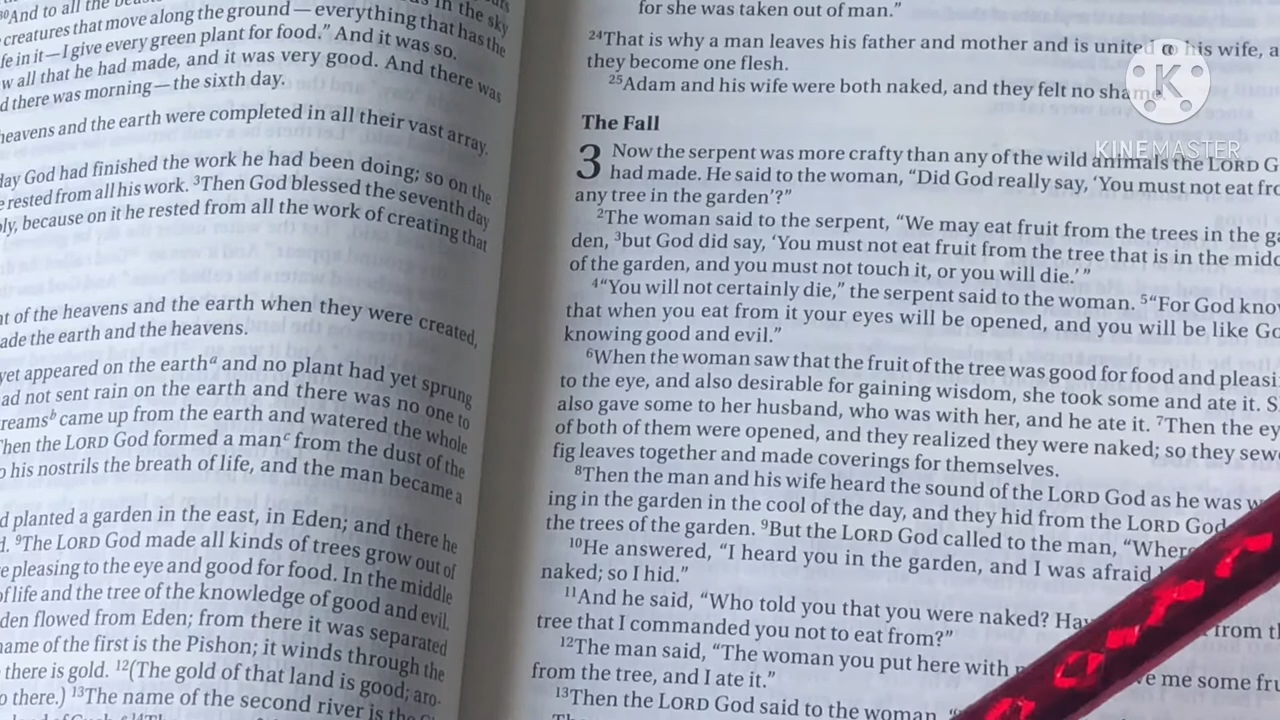 30And to all the
in the sky
creatures that move along the ground — everything that has the
fe in it—I give every green plant for food.” And it was so.
w all that he had made, and it was very good. And there was
d there was morning—the sixth day.
heavens and the earth were completed in all their vast array.
day God had finished the work he had been doing; so on the
e rested from all his work. 3Then God blessed the seventh day
oly, because on it he rested from all the work of creating that
nt of the heavens and the earth when they were created,
ade the earth and the heavens.
yet appeared on the earthᵃ and no plant had yet sprung
ad not sent rain on the earth and there was no one to
reamsᵇ came up from the earth and watered the whole
Then the LORD God formed a manᶜ from the dust of the
o his nostrils the breath of life, and the man became a
d planted a garden in the east, in Eden; and there he
d. 9The LORD God made all kinds of trees grow out of
e pleasing to the eye and good for food. In the middle
of life and the tree of the knowledge of good and evil.
den flowed from Eden; from there it was separated
name of the first is the Pishon; it winds through the
there is gold. 12(The gold of that land is good; aro-
o there.) 13The name of the second river is the
for she was taken out of man.”
24That is why a man leaves his father and mother and is united to his wife, a
they become one flesh.
25Adam and his wife were both naked, and they felt no shame.
The Fall
3 Now the serpent was more crafty than any of the wild animals the LORD G
had made. He said to the woman, “Did God really say, ‘You must not eat fro
any tree in the garden’?”
2The woman said to the serpent, “We may eat fruit from the trees in the ga
den, 3but God did say, ‘You must not eat fruit from the tree that is in the midd
of the garden, and you must not touch it, or you will die.’”
4“You will not certainly die,” the serpent said to the woman. 5“For God know
that when you eat from it your eyes will be opened, and you will be like Go
knowing good and evil.”
6When the woman saw that the fruit of the tree was good for food and pleasi
to the eye, and also desirable for gaining wisdom, she took some and ate it. S
also gave some to her husband, who was with her, and he ate it. 7Then the ey
of both of them were opened, and they realized they were naked; so they sewe
fig leaves together and made coverings for themselves.
8Then the man and his wife heard the sound of the LORD God as he was w
ing in the garden in the cool of the day, and they hid from the LORD God
the trees of the garden. 9But the LORD God called to the man, “Where
10He answered, “I heard you in the garden, and I was afraid
naked; so I hid.”
11And he said, “Who told you that you were naked? Hav from th
tree that I commanded you not to eat from?”
12The man said, “The woman you put here with e me some fru
from the tree, and I ate it.”
13Then the LORD God said to the woman,
K
KINEMASTER